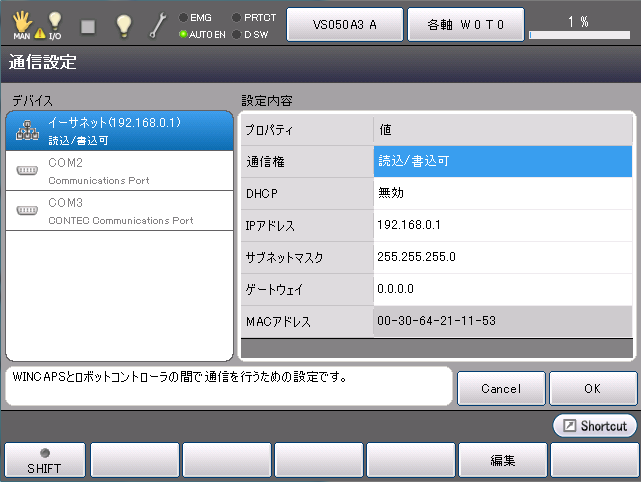 MAN
I/O
EMG
PRTCT
AUTO EN
D SW
VS050A3 A
各軸 W 0 T 0
1 %
通信設定
デバイス
設定内容
イーサネット(192.168.0.1)
読込/書込可
COM2
Communications Port
COM3
CONTEC Communications Port
プロパティ 値
通信権 読込/書込可
DHCP 無効
IPアドレス 192.168.0.1
サブネットマスク 255.255.255.0
ゲートウェイ 0.0.0.0
MACアドレス 00-30-64-21-11-53
WINCAPSとロボットコントローラの間で通信を行うための設定です。
Cancel
OK
Shortcut
SHIFT
編集